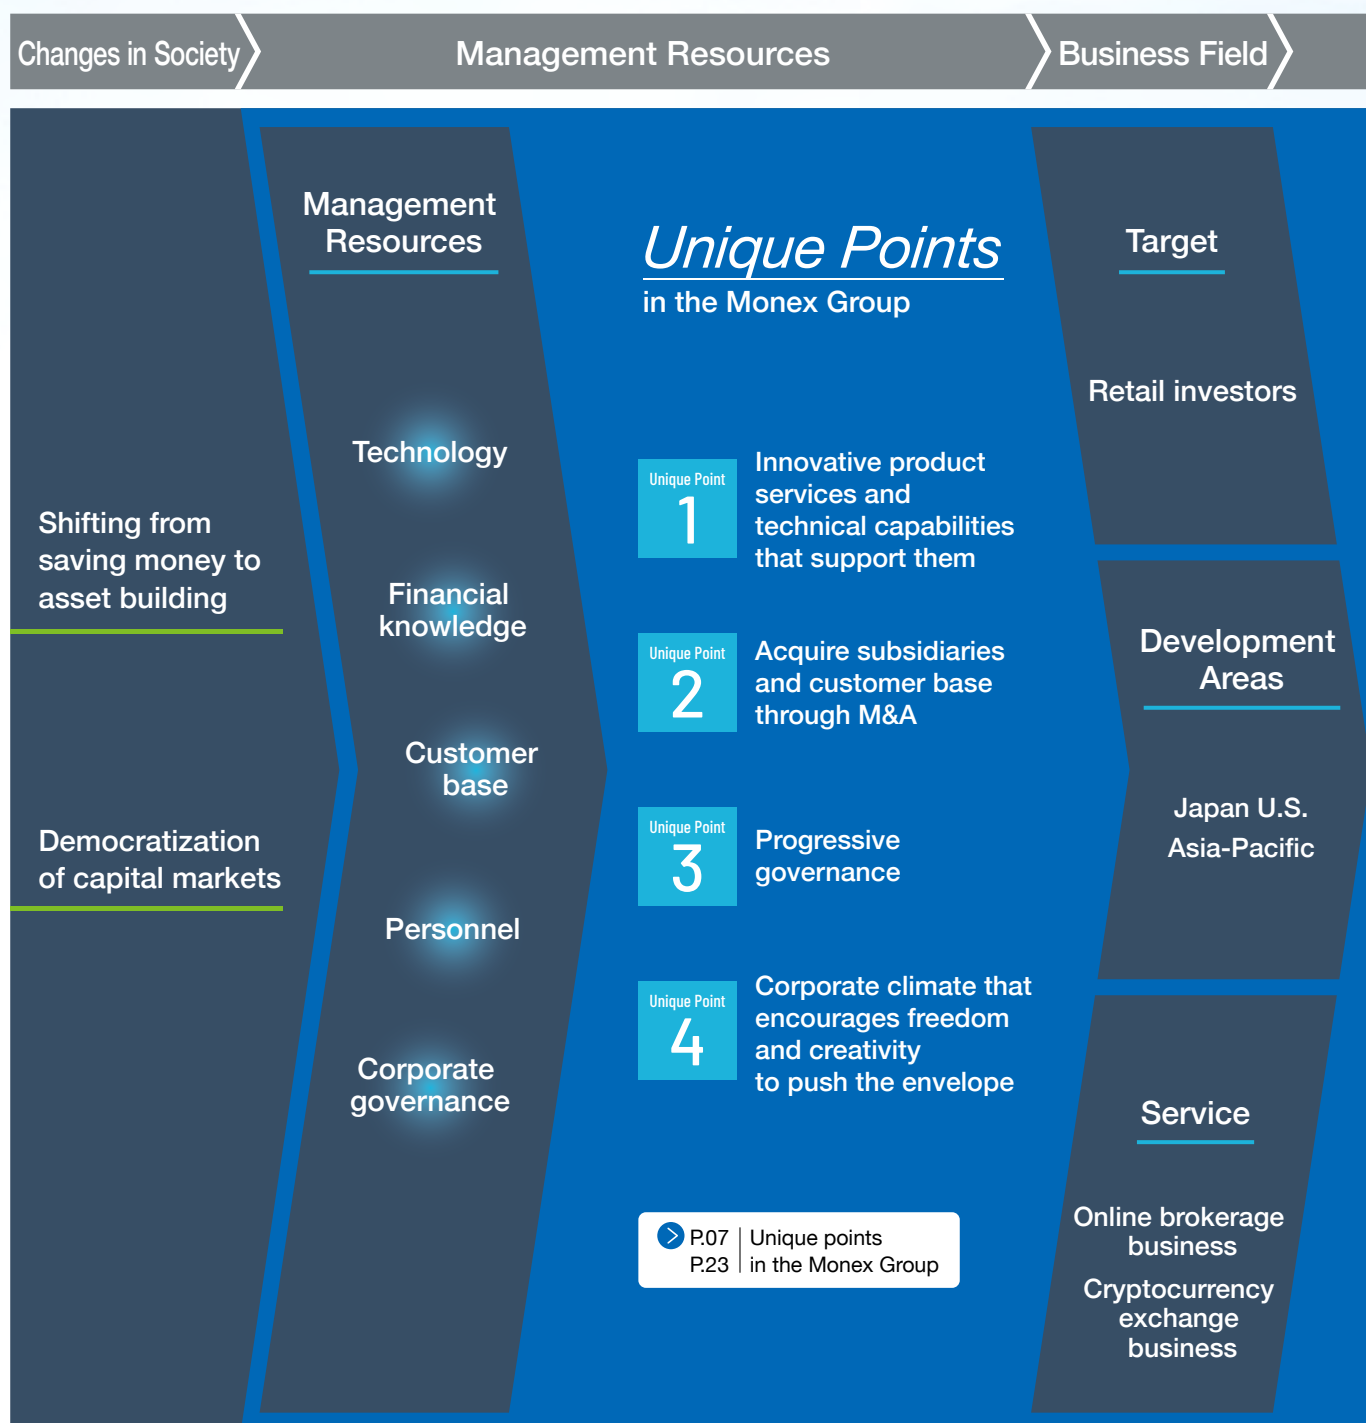 Changes in Society
Management Resources
Business Field
Shifting from
saving money to
asset building
Democratization
of capital markets
Management
Resources
Technology
Financial
knowledge
Customer
base
Personnel
Corporate
governance
Unique Points
in the Monex Group
Unique Point
1
Innovative product
services and
technical capabilities
that support them
Unique Point
2
Acquire subsidiaries
and customer base
through M&A
Unique Point
3
Progressive
governance
Unique Point
4
Corporate climate that
encourages freedom
and creativity
to push the envelope
P.07 Unique points
P.23 in the Monex Group
Target
Retail investors
Development
Areas
Japan U.S.
Asia-Pacific
Service
Online brokerage
business
Cryptocurrency
exchange
business